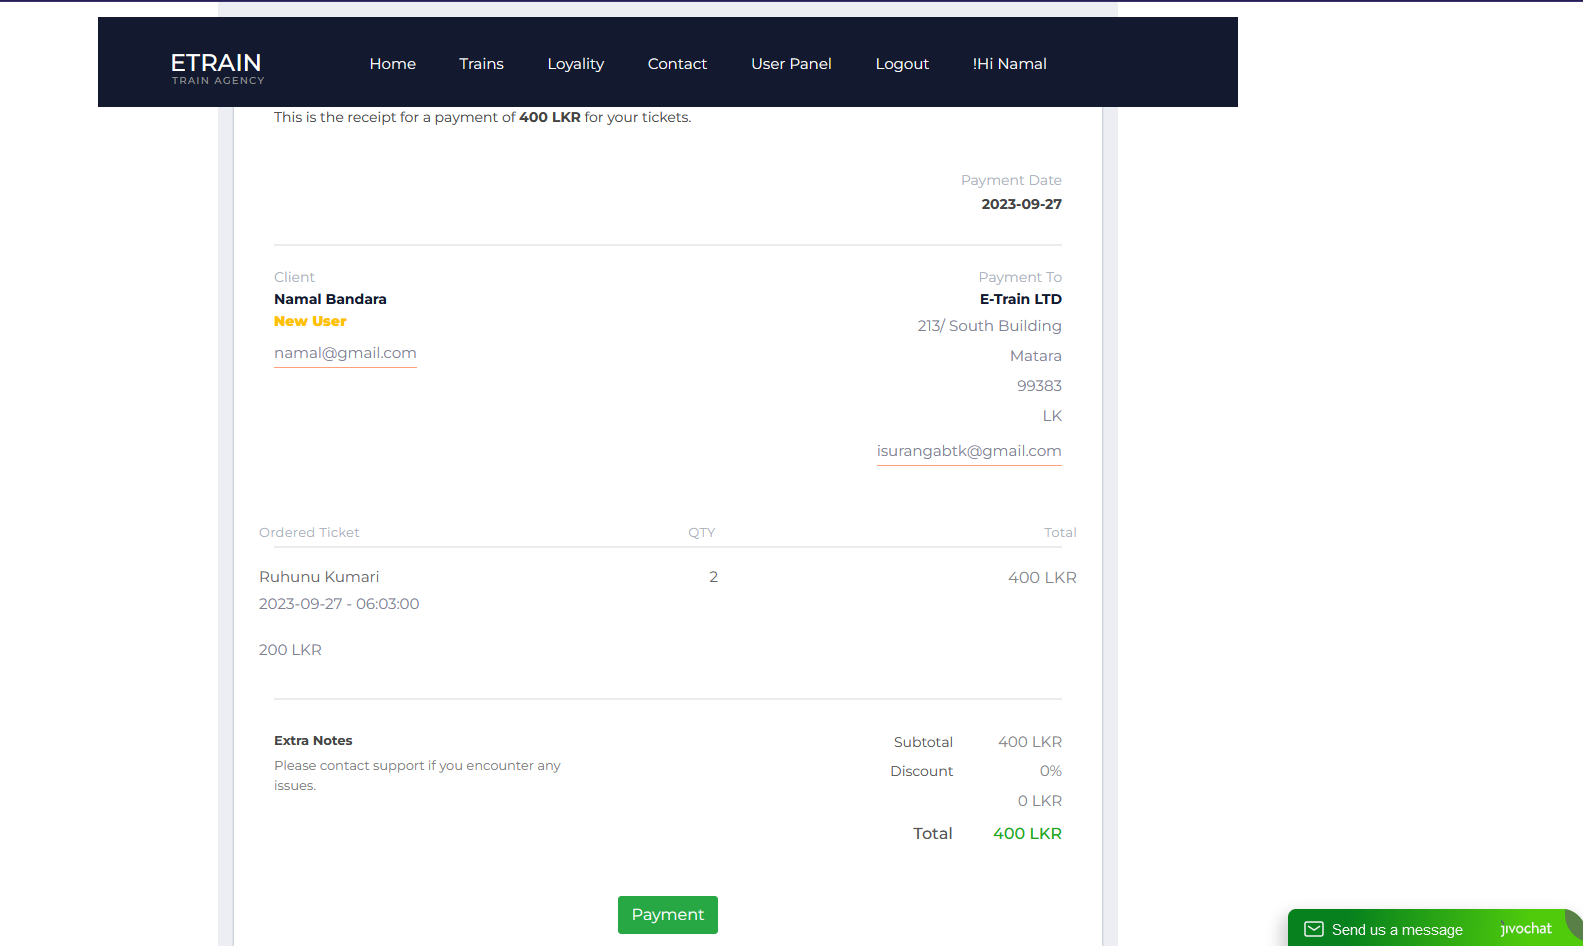 ETRAIN
TRAIN AGENCY
Home Trains Loyality Contact User Panel Logout !Hi Namal
This is the receipt for a payment of 400 LKR for your tickets.
Payment Date
2023-09-27
Client
Namal Bandara
New User
namal@gmail.com
Payment To
E-Train LTD
213/ South Building
Matara
99383
LK
isurangabtk@gmail.com
Ordered Ticket QTY Total
Ruhunu Kumari 2 400 LKR
2023-09-27 - 06:03:00
200 LKR
Extra Notes
Please contact support if you encounter any
issues.
Subtotal 400 LKR
Discount 0%
0 LKR
Total 400 LKR
Payment
Send us a message jivochat